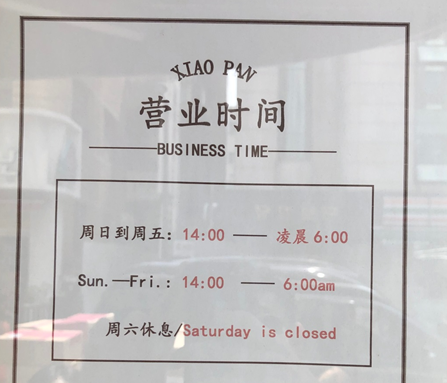 XIAO PAN
营业时间
BUSINESS TIME
周日到周五: 14:00 —— 凌晨6:00
Sun.—Fri.: 14:00 —— 6:00am
周六休息/Saturday is closed